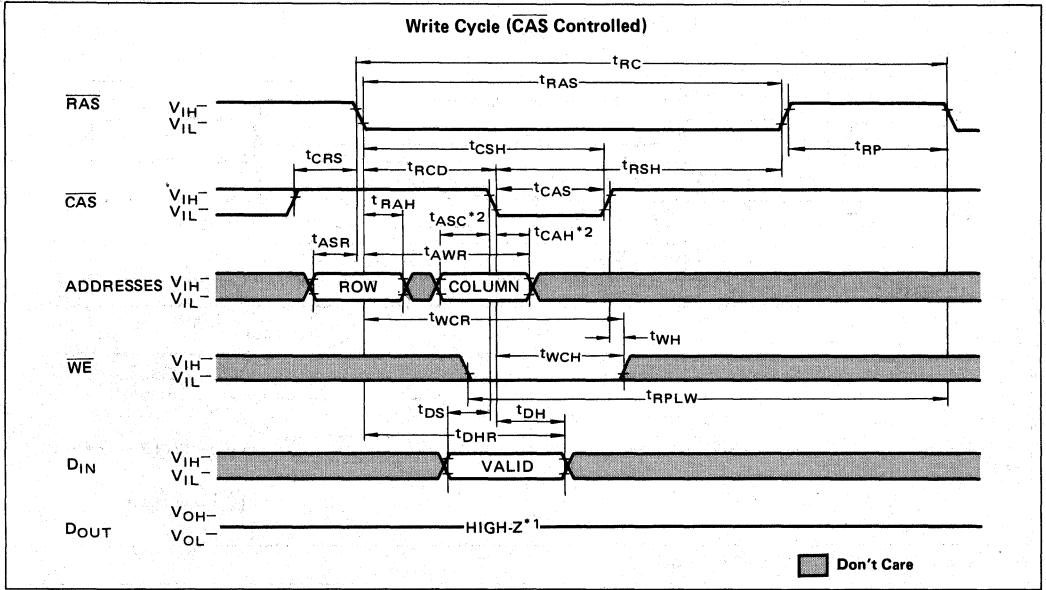 Write Cycle (CAS Controlled)
tRC
tRAS
RAS VIH
VIL
tCSH
tRP
tCRS
tRCD
tRSH
CAS VIH
VIL
tCAS
tRAH
tASC*2
tCAH*2
tASR
tAWR
ADDRESSES VIH
VIL
ROW
COLUMN
tWCR
tWH
WE VIH
VIL
tWCH
tRPLW
tDS
tDH
tDHR
DIN VIH
VIL
VALID
DOUT VOH
VOL
HIGH-Z*1
Don't Care